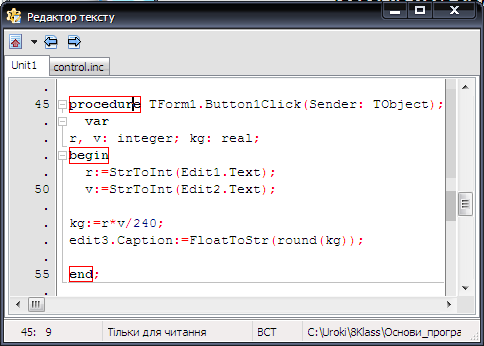 Редактор тексту
Unit1 control.inc
45 procedure TForm1.Button1Click(Sender: TObject);
var
r, v: integer; kg: real;
begin
r:=StrToInt(Edit1.Text);
50 v:=StrToInt(Edit2.Text);
kg:=r*v/240;
edit3.Caption:=FloatToStr(round(kg));
55 end;
45: 9 Тільки для читання ВСТ C:\Uroki\8Klass\Основи_програ